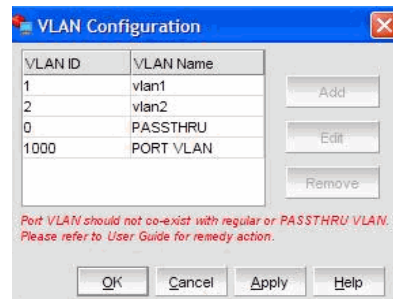 VLAN Configuration
VLAN ID VLAN Name
1 vlan1
2 vlan2
0 PASSTHRU
1000 PORT VLAN
Add
Edit
Remove
Port VLAN should not co-exist with regular or PASSTHRU VLAN.
Please refer to User Guide for remedy action.
OK Cancel Apply Help